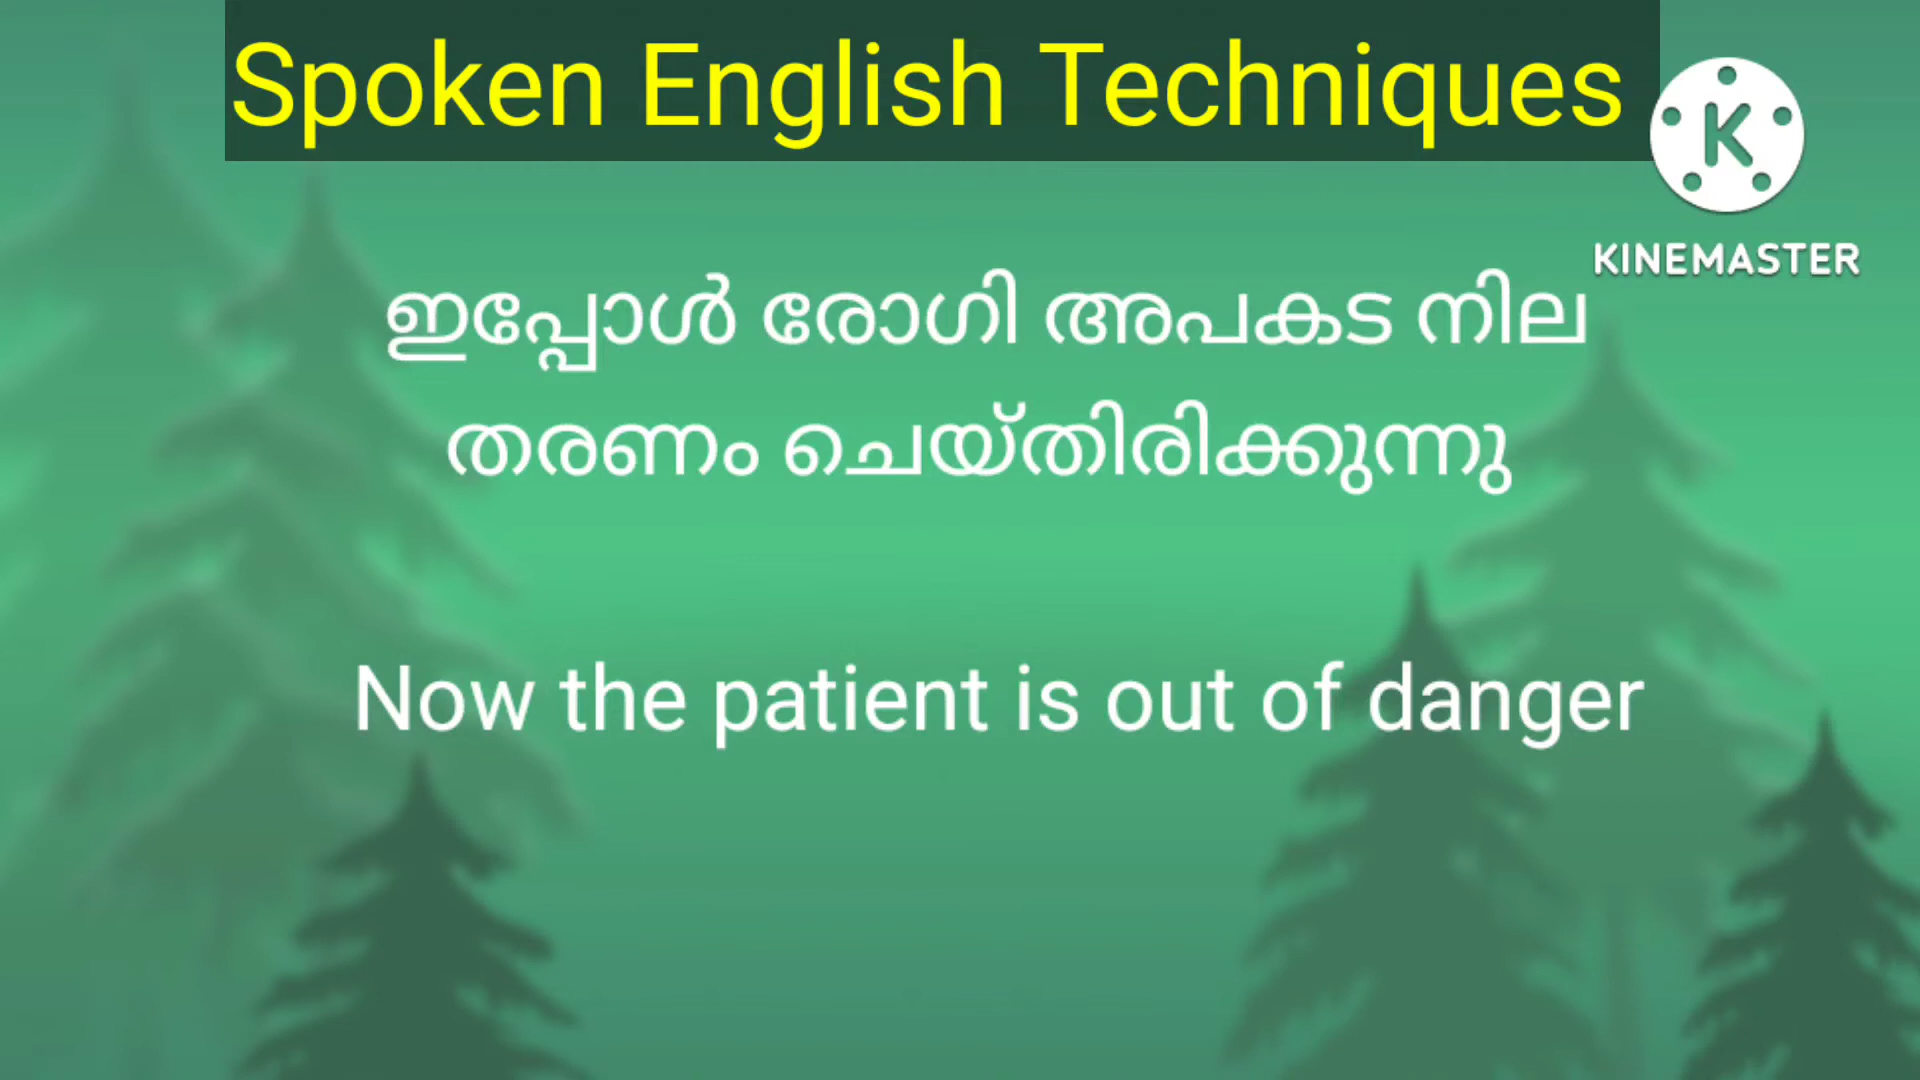 Spoken English Techniques
K
KINEMASTER
ഇപ്പോൾ രോഗി അപകട നില
തരണം ചെയ്തിരിക്കുന്നു
Now the patient is out of danger